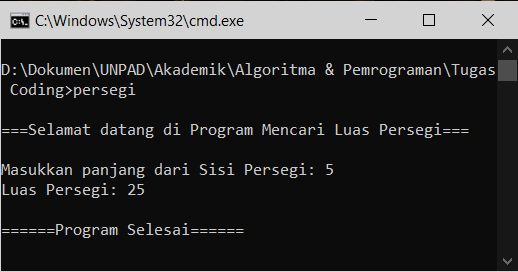 C:\Windows\System32\cmd.exe
D:\Dokumen\UNPAD\Akademik\Algoritma & Pemrograman\Tugas
Coding>persegi
===Selamat datang di Program Mencari Luas Persegi===
Masukkan panjang dari Sisi Persegi: 5
Luas Persegi: 25
======Program Selesai======